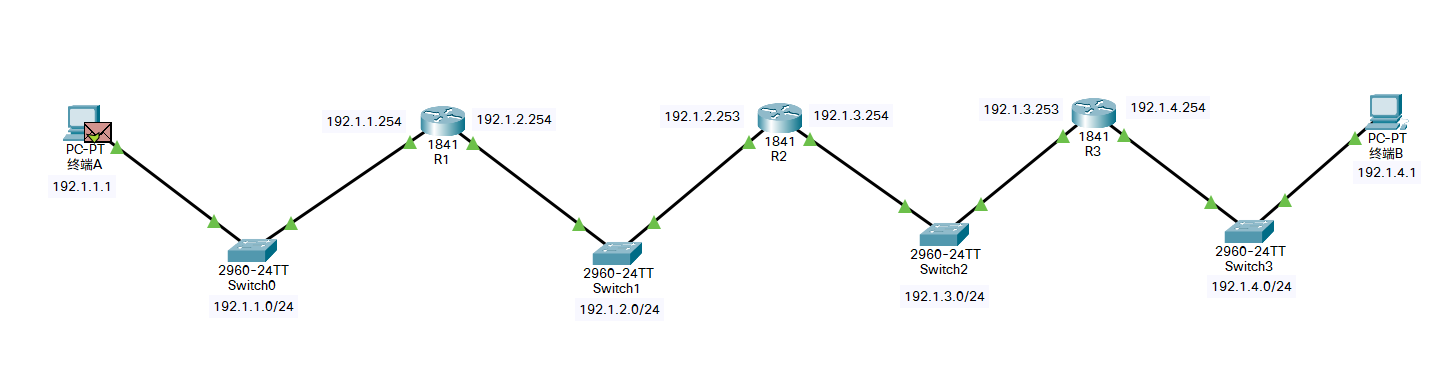 PC-PT
终端A
192.1.1.1
2960-24TT
Switch0
192.1.1.0/24
192.1.1.254
1841
R1
192.1.2.254
2960-24TT
Switch1
192.1.2.0/24
192.1.2.253
1841
R2
192.1.3.254
2960-24TT
Switch2
192.1.3.0/24
192.1.3.253
1841
R3
192.1.4.254
2960-24TT
Switch3
192.1.4.0/24
PC-PT
终端B
192.1.4.1